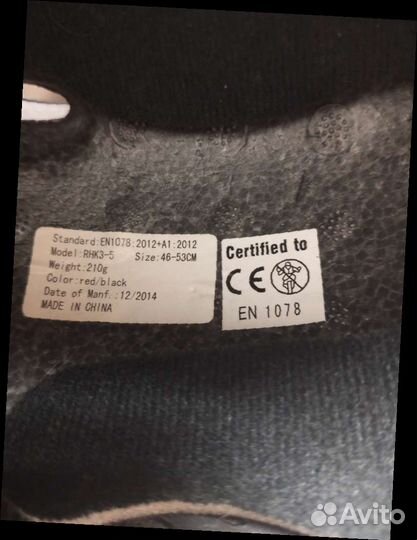 Standard:EN1078:2012+A1:2012
Model:RHK3-5 Size:46-53CM
Weight:210g
Color:red/black
Date of Manf.:12/2014
MADE IN CHINA
Certified to
CE
EN 1078
Avito